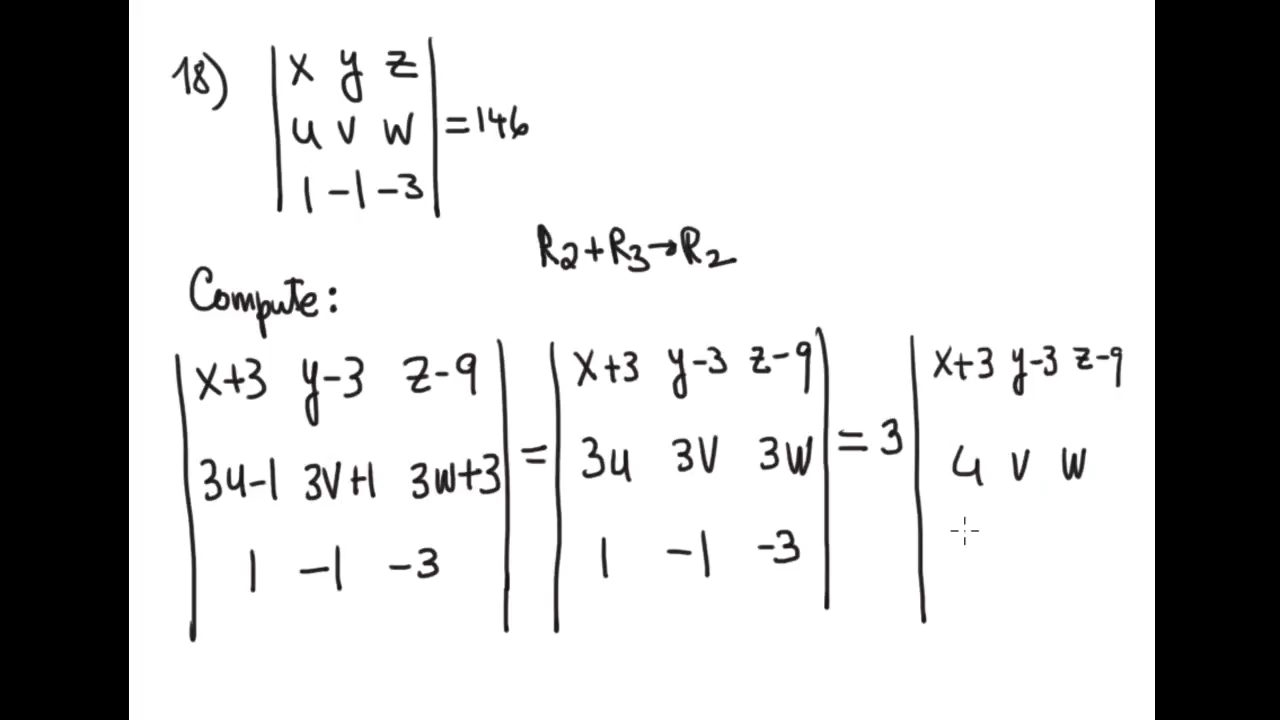 18) | x y z |
| u v w | = 146
| 1 -1 -3 |
R2 + R3 → R2
Compute:
| x+3 y-3 z-9 | = | x+3 y-3 z-9 | = 3 | x+3 y-3 z-9
| 3u-1 3v+1 3w+3 | | 3u 3v 3w | | u v w
| 1 -1 -3 | | 1 -1 -3 | |